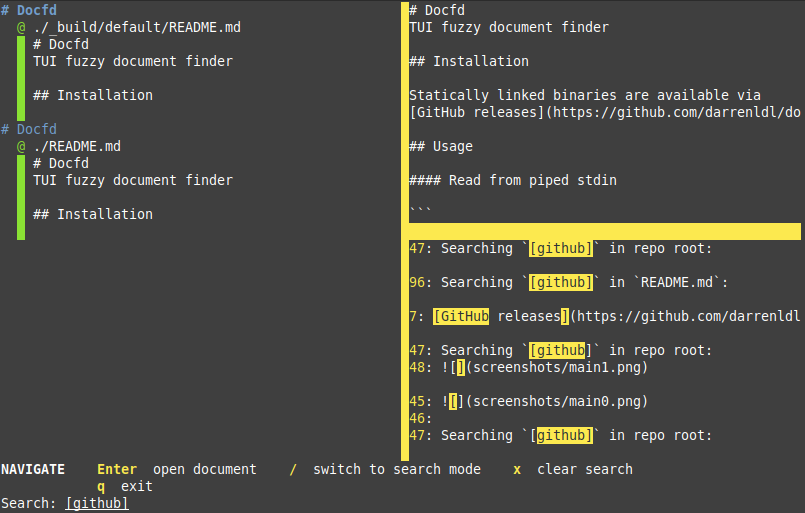 # Docfd
@ ./_build/default/README.md
# Docfd
TUI fuzzy document finder
## Installation
# Docfd
@ ./README.md
# Docfd
TUI fuzzy document finder
## Installation
# Docfd
TUI fuzzy document finder
## Installation
Statically linked binaries are available via
[GitHub releases](https://github.com/darrenldl/do
## Usage
#### Read from piped stdin
```
47: Searching `[github]` in repo root:
96: Searching `[github]` in `README.md`:
7: [GitHub releases](https://github.com/darrenldl
47: Searching `[github]` in repo root:
48: ![](screenshots/main1.png)
45: ![](screenshots/main0.png)
46:
47: Searching `[github]` in repo root:
NAVIGATE Enter open document / switch to search mode x clear search
q exit
Search: [github]